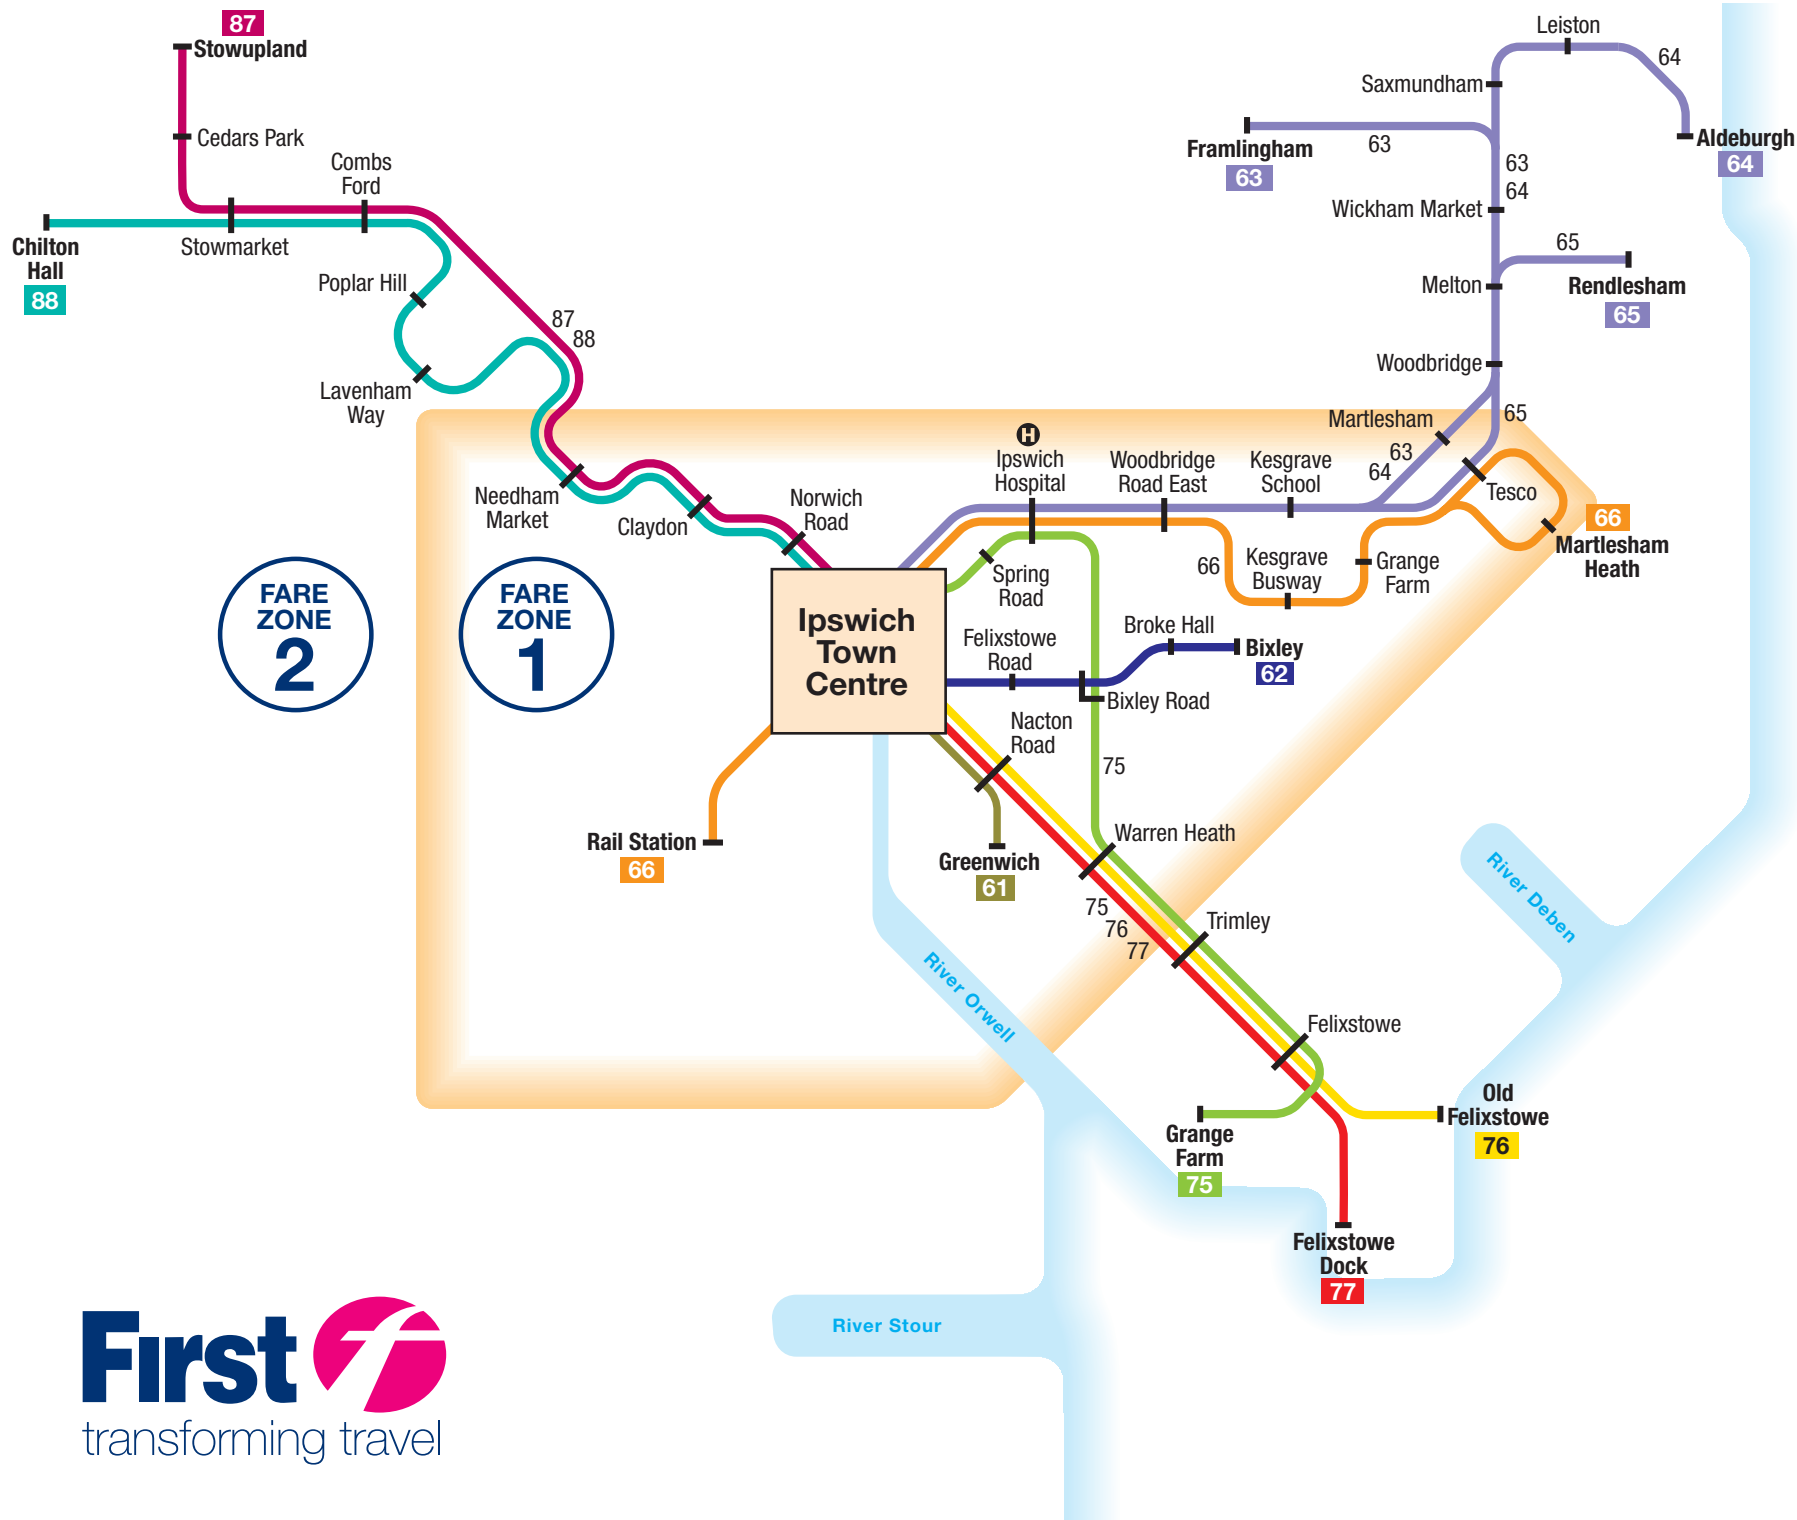 87
Stowupland
Cedars Park
Combs
Ford
Stowmarket
Chilton
Hall
88
Poplar Hill
87
88
Lavenham
Way
Needham
Market
Claydon
Norwich
Road
Leiston
64
Saxmundham
Aldeburgh
64
63
Framlingham
63
63
64
Wickham Market
65
Rendlesham
65
Melton
Woodbridge
65
Martlesham
63
64
H
Ipswich
Hospital
Woodbridge
Road East
Kesgrave
School
Tesco
66
Martlesham
Heath
66
Kesgrave
Busway
Grange
Farm
Spring
Road
FARE
ZONE
2
FARE
ZONE
1
Ipswich
Town
Centre
Felixstowe
Road
Broke Hall
Bixley
62
Bixley Road
Nacton
Road
75
Rail Station
66
Greenwich
61
Warren Heath
75
76
77
Trimley
River Deben
River Orwell
Felixstowe
Old
Felixstowe
76
Grange
Farm
75
Felixstowe
Dock
77
River Stour
First f
transforming travel